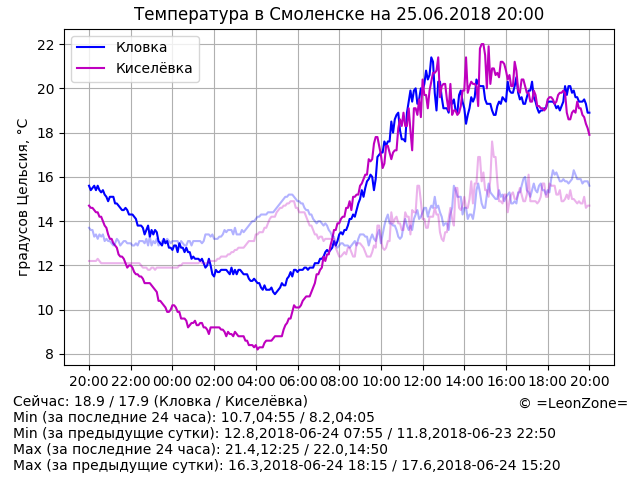 Температура в Смоленске на 25.06.2018 20:00
Кловка
Киселёвка
градусов Цельсия, °C
22
20
18
16
14
12
10
8
20:00 22:00 00:00 02:00 04:00 06:00 08:00 10:00 12:00 14:00 16:00 18:00 20:00
Сейчас: 18.9 / 17.9 (Кловка / Киселёвка)
© =LeonZone=
Min (за последние 24 часа): 10.7,04:55 / 8.2,04:05
Min (за предыдущие сутки): 12.8,2018-06-24 07:55 / 11.8,2018-06-23 22:50
Max (за последние 24 часа): 21.4,12:25 / 22.0,14:50
Max (за предыдущие сутки): 16.3,2018-06-24 18:15 / 17.6,2018-06-24 15:20